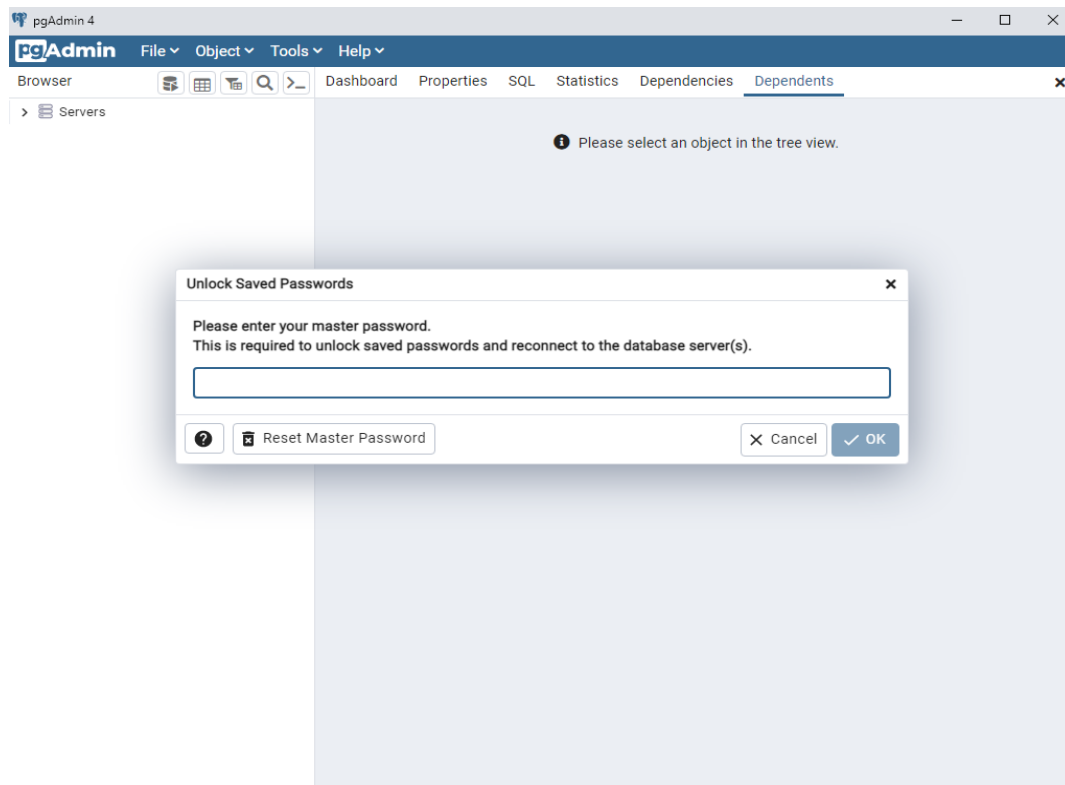 pgAdmin 4
pgAdmin File Object Tools Help
Browser Dashboard Properties SQL Statistics Dependencies Dependents
Servers
Please select an object in the tree view.
Unlock Saved Passwords
Please enter your master password.
This is required to unlock saved passwords and reconnect to the database server(s).
Reset Master Password Cancel OK